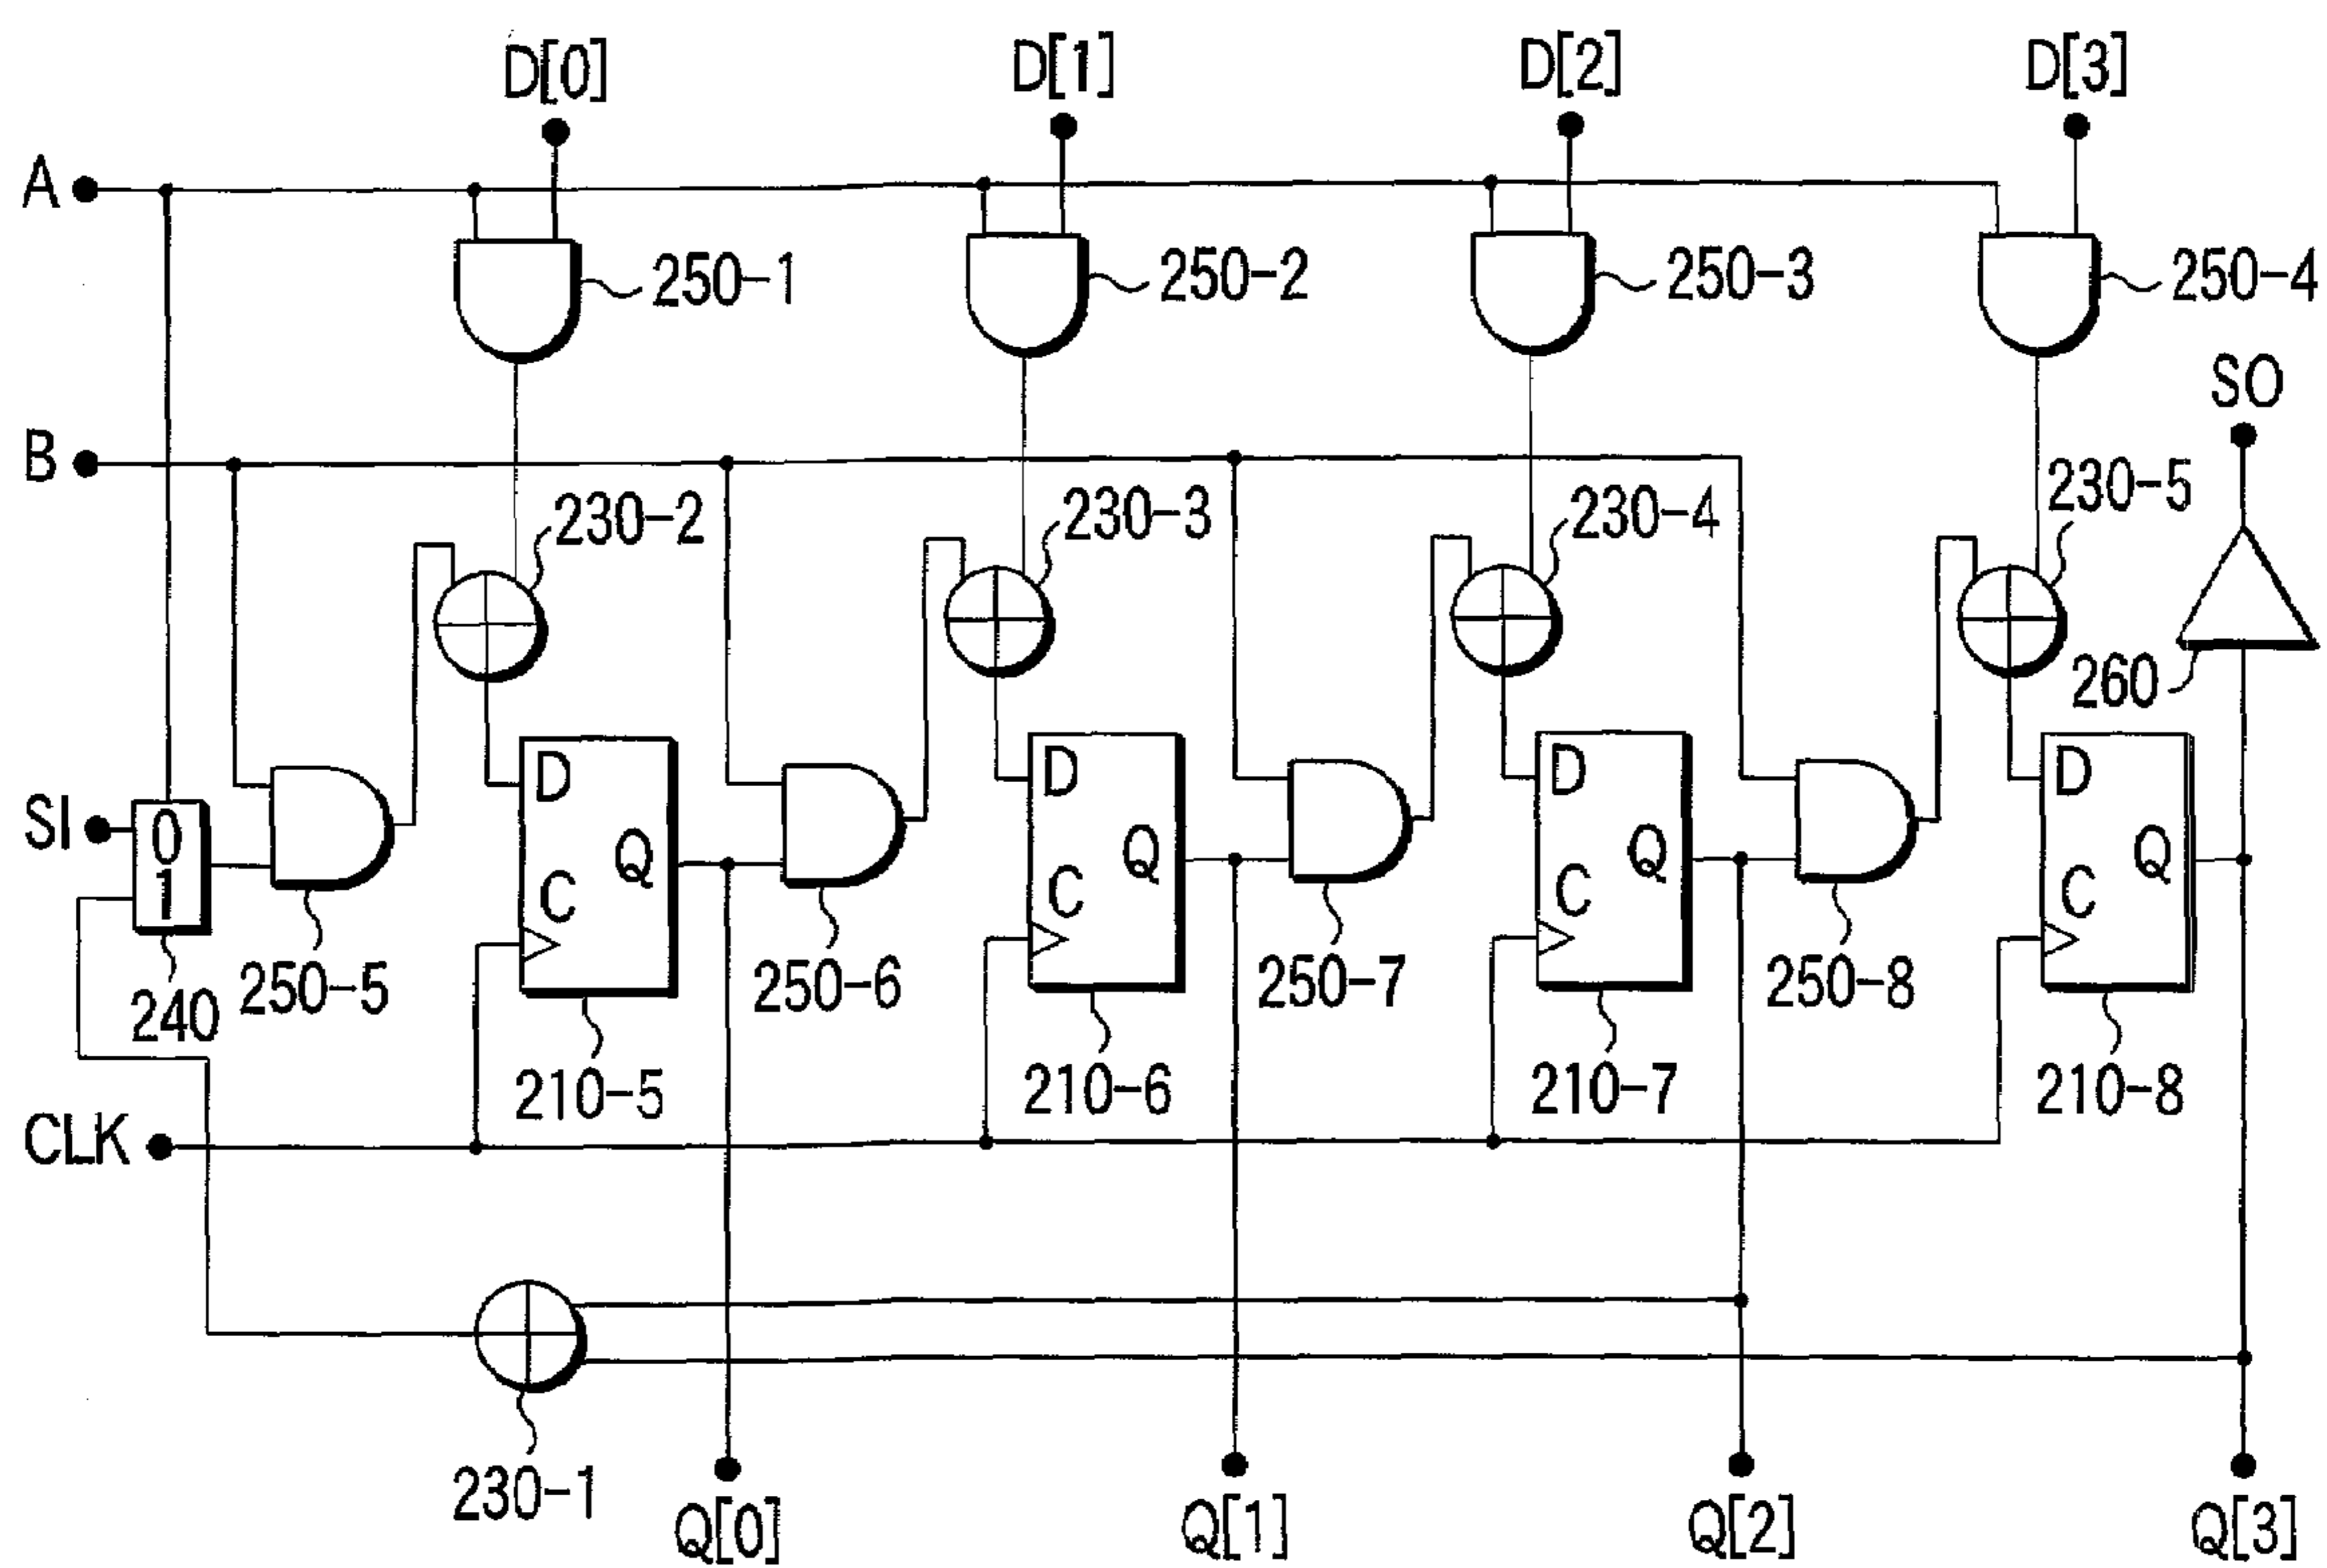 D[0] D[1] D[2] D[3]
A
250-1 250-2 250-3 250-4
SO
B
230-2 230-3 230-4 230-5
260
D D D D
SI 0
1
Q Q Q Q
C C C C
240 250-5 250-6 250-7 250-8
210-5 210-6 210-7 210-8
CLK
230-1
Q[0] Q[1] Q[2] Q[3]